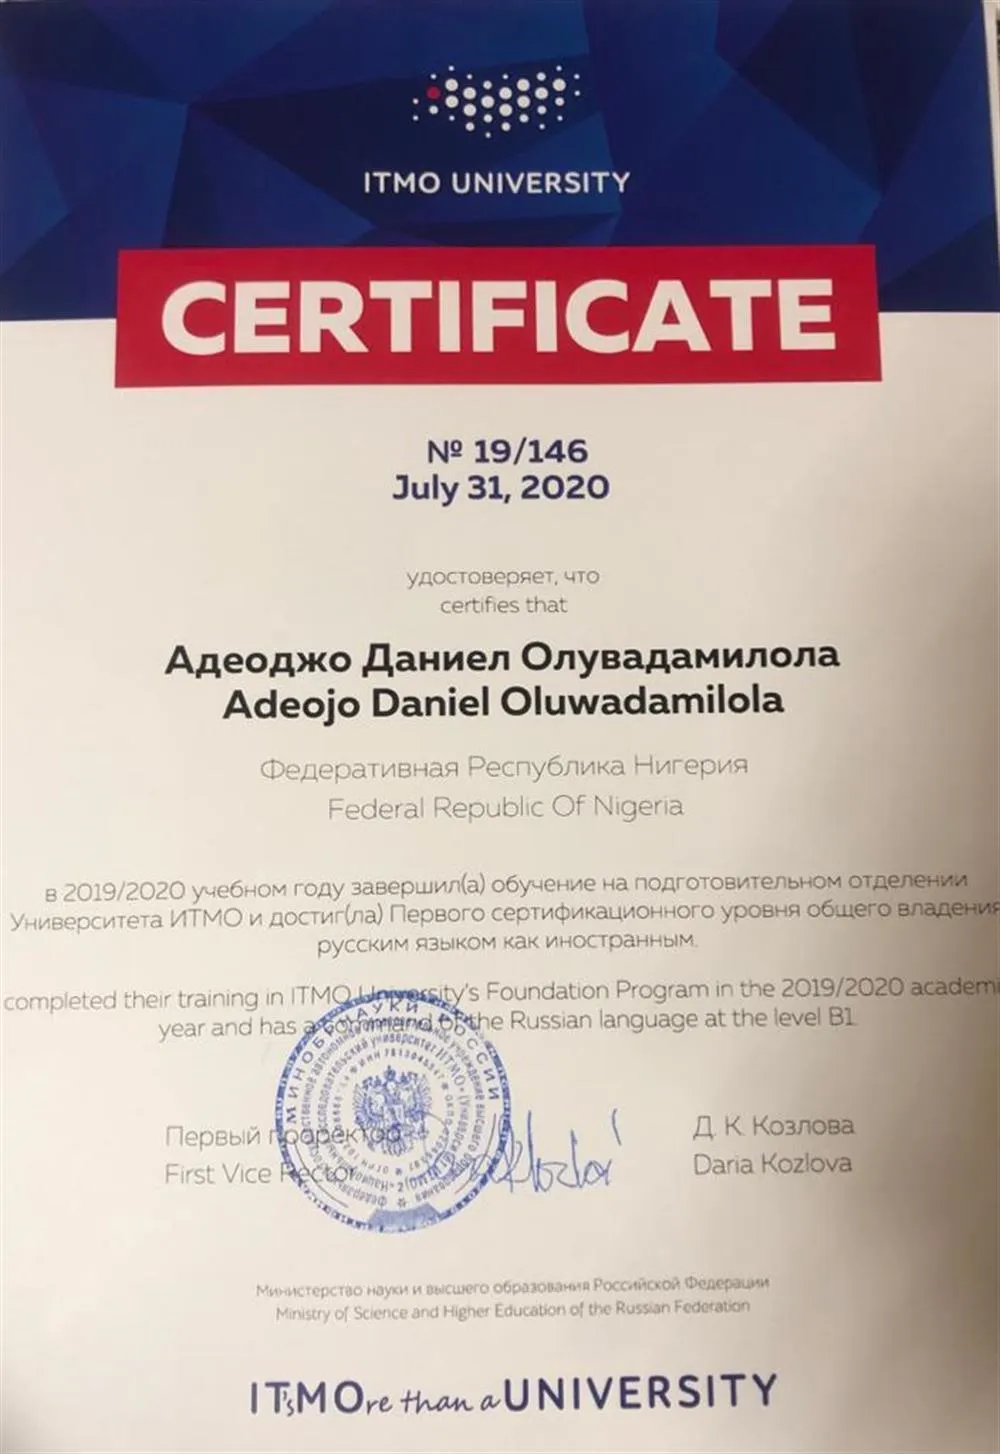 ITMO UNIVERSITY
CERTIFICATE
№ 19/146
July 31, 2020
удостоверяет, что
certifies that
Адеоджо Даниел Олувадамилола
Adeojo Daniel Oluwadamilola
Федеративная Республика Нигерия
Federal Republic Of Nigeria
в 2019/2020 учебном году завершил(а) обучение на подготовительном отделении
Университета ИТМО и достиг(ла) Первого сертификационного уровня общего владения
русским языком как иностранным.
completed their training in ITMO University's Foundation Program in the 2019/2020 academi
year and has a command of the Russian language at the level B1.
МИНОБРНАУКИ РОССИИ
Первый проректор
First Vice Rector
Д. К. Козлова
Daria Kozlova
Министерство науки и высшего образования Российской Федерации
Ministry of Science and Higher Education of the Russian Federation
IT'sMOre than a UNIVERSITY